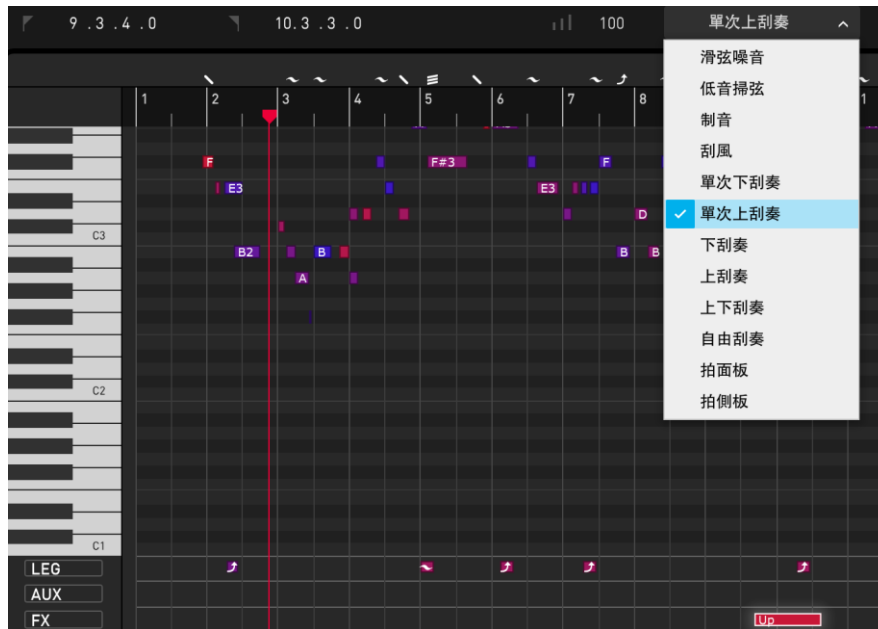 9.3.4.0 10.3.3.0 100 單次上刮奏
滑弦噪音
低音掃弦
制音
刮風
單次下刮奏
單次上刮奏
下刮奏
上刮奏
上下刮奏
自由刮奏
拍面板
拍側板
1 2 3 4 5 6 7 8 1
F F#3 F
E3 E3
D
C3
B2 B B B
A
C2
C1
LEG
AUX
FX Up